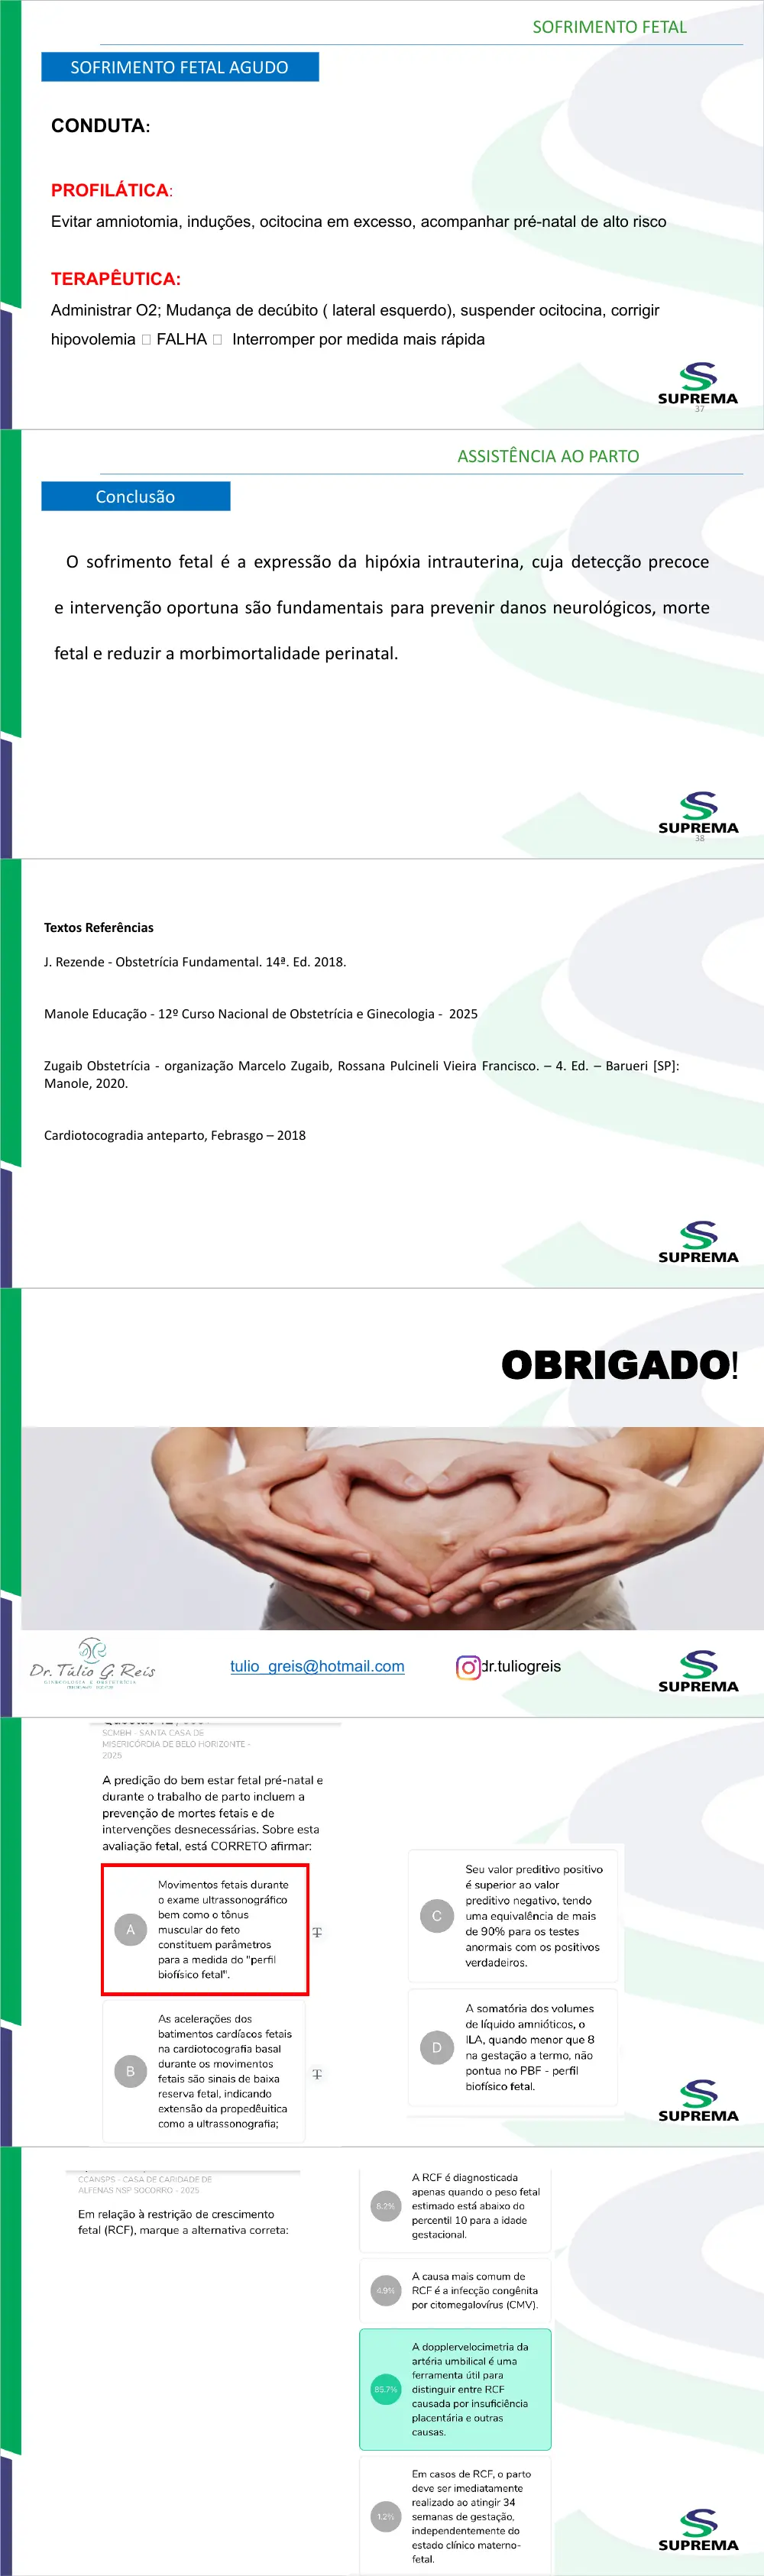 SOFRIMENTO FETAL
SOFRIMENTO FETAL AGUDO
CONDUTA:
PROFILÁTICA:
Evitar amniotomia, induções, ocitocina em excesso, acompanhar pré-natal de alto risco
TERAPÊUTICA:
Administrar O2; Mudança de decúbito ( lateral esquerdo), suspender ocitocina, corrigir
hipovolemia □ FALHA □ Interromper por medida mais rápida
SUPREMA
37
ASSISTÊNCIA AO PARTO
Conclusão
O sofrimento fetal é a expressão da hipóxia intrauterina, cuja detecção precoce
e intervenção oportuna são fundamentais para prevenir danos neurológicos, morte
fetal e reduzir a morbimortalidade perinatal.
SUPREMA
38
Textos Referências
J. Rezende - Obstetrícia Fundamental. 14ª. Ed. 2018.
Manole Educação - 12º Curso Nacional de Obstetrícia e Ginecologia - 2025
Zugaib Obstetrícia - organização Marcelo Zugaib, Rossana Pulcineli Vieira Francisco. – 4. Ed. – Barueri [SP]:
Manole, 2020.
Cardiotocogradia anteparto, Febrasgo – 2018
SUPREMA
OBRIGADO!
Dr. Túlio G. Reis
GINECOLOGIA E OBSTETRÍCIA
tulio_greis@hotmail.com
dr.tuliogreis
SUPREMA
SCMBH - SANTA CASA DE
MISERICÓRDIA DE BELO HORIZONTE -
2025
A predição do bem estar fetal pré-natal e
durante o trabalho de parto incluem a
prevenção de mortes fetais e de
intervenções desnecessárias. Sobre esta
avaliação fetal, está CORRETO afirmar:
A
Movimentos fetais durante
o exame ultrassonográfico
bem como o tônus
muscular do feto
constituem parâmetros
para a medida do "perfil
biofísico fetal".
B
As acelerações dos
batimentos cardíacos fetais
na cardiotocografia basal
durante os movimentos
fetais são sinais de baixa
reserva fetal, indicando
extensão da propedêuitica
como a ultrassonografia;
C
Seu valor preditivo positivo
é superior ao valor
preditivo negativo, tendo
uma equivalência de mais
de 90% para os testes
anormais com os positivos
verdadeiros.
D
A somatória dos volumes
de líquido amnióticos, o
ILA, quando menor que 8
na gestação a termo, não
pontua no PBF - perfil
biofísico fetal.
SUPREMA
CCANSPS - CASA DE CARIDADE DE
ALFENAS NSP SOCORRO - 2025
Em relação à restrição de crescimento
fetal (RCF), marque a alternativa correta:
8.2%
A RCF é diagnosticada
apenas quando o peso fetal
estimado está abaixo do
percentil 10 para a idade
gestacional.
4.9%
A causa mais comum de
RCF é a infecção congênita
por citomegalovírus (CMV).
85.7%
A dopplervelocimetria da
artéria umbilical é uma
ferramenta útil para
distinguir entre RCF
causada por insuficiência
placentária e outras
causas.
1.2%
Em casos de RCF, o parto
deve ser imediatamente
realizado ao atingir 34
semanas de gestação,
independentemente do
estado clínico materno-
fetal.
SUPREMA